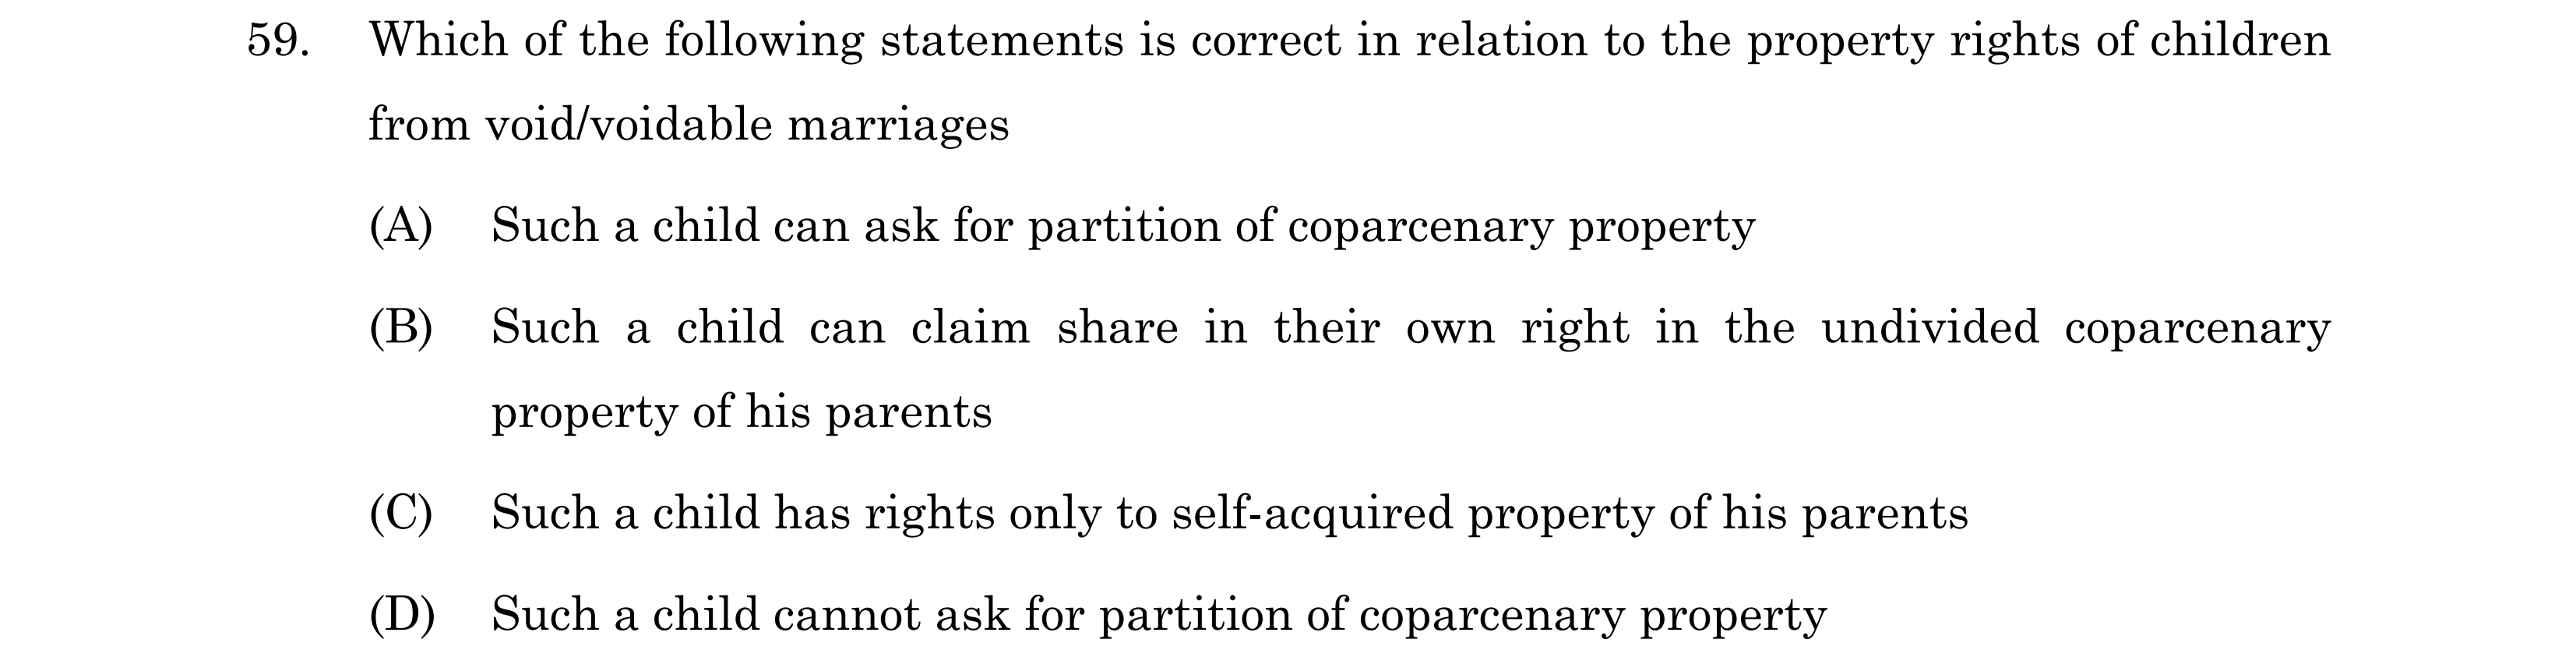 59. Which of the following statements is correct in relation to the property rights of children
from void/voidable marriages
(A) Such a child can ask for partition of coparcenary property
(B) Such a child can claim share in their own right in the undivided coparcenary
property of his parents
(C) Such a child has rights only to self-acquired property of his parents
(D) Such a child cannot ask for partition of coparcenary property